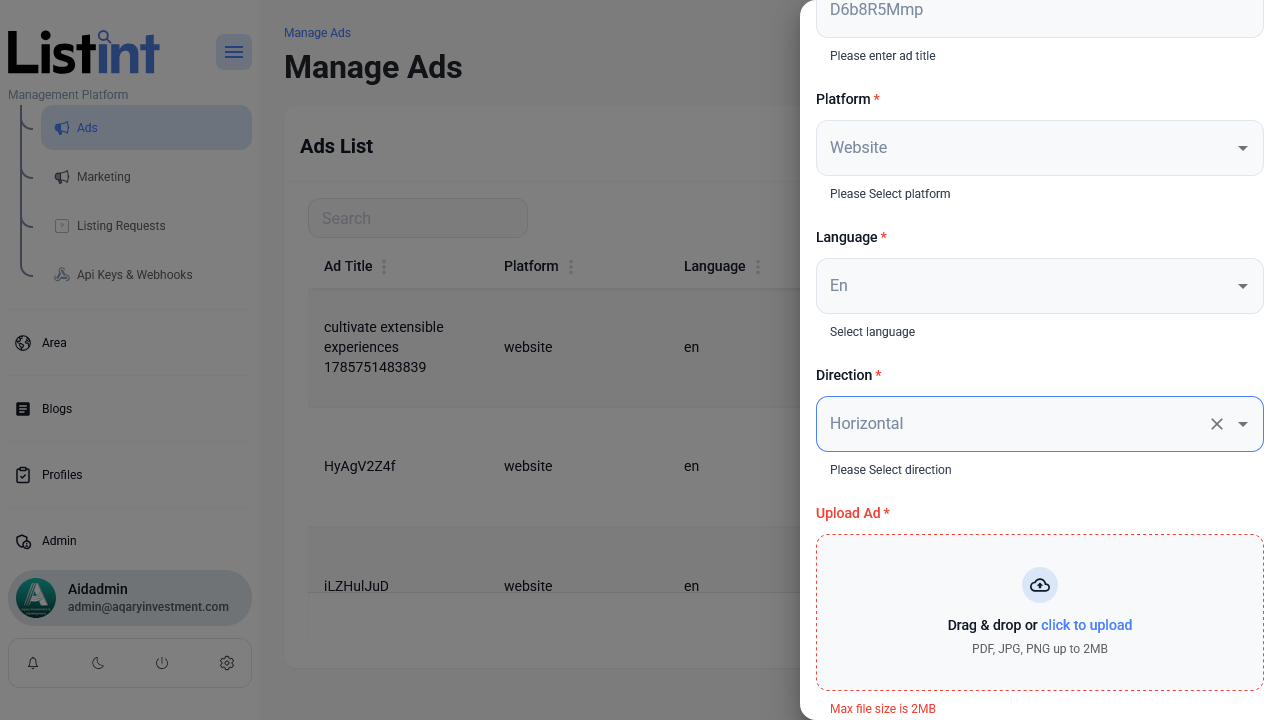 Listint
Management Platform
Ads
Marketing
Listing Requests
Api Keys & Webhooks
Area
Blogs
Profiles
Admin
Aidadmin
admin@aqaryinvestment.com
Manage Ads
Manage Ads
Ads List
Search
Ad Title
Platform
Language
cultivate extensible
experiences
1785751483839
website
en
HyAgV2Z4f
website
en
iLZHulJuD
website
en
D6b8R5Mmp
Please enter ad title
Platform *
Website
Please Select platform
Language *
En
Select language
Direction *
Horizontal
Please Select direction
Upload Ad *
Drag & drop or click to upload
PDF, JPG, PNG up to 2MB
Max file size is 2MB